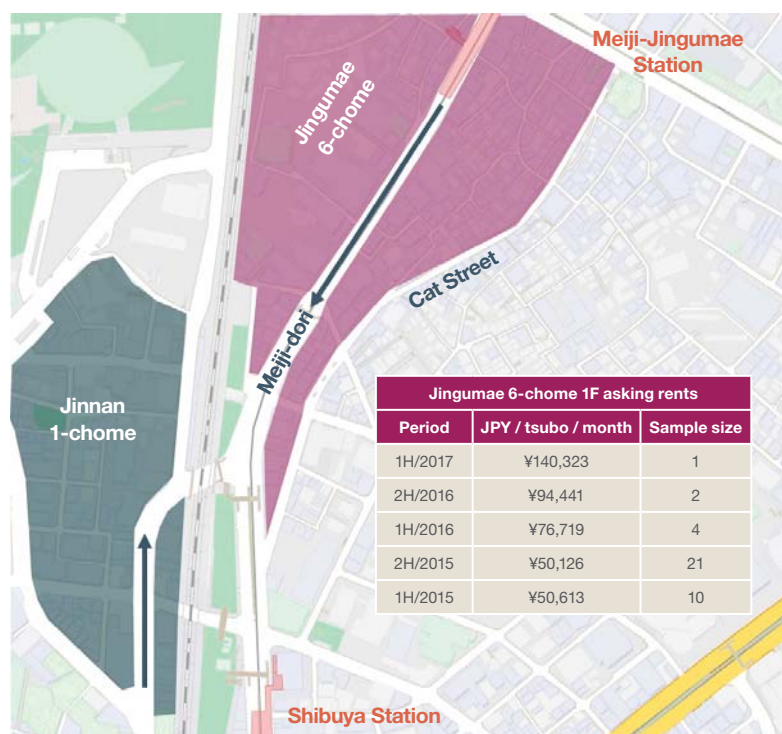 Meiji-Jingumae
Station
Jingumae
6-chome
Cat Street
Meiji-dori
Jinnan
1-chome
Jingumae 6-chome 1F asking rents
Period JPY / tsubo / month Sample size
1H/2017 ¥140,323 1
2H/2016 ¥94,441 2
1H/2016 ¥76,719 4
2H/2015 ¥50,126 21
1H/2015 ¥50,613 10
Shibuya Station